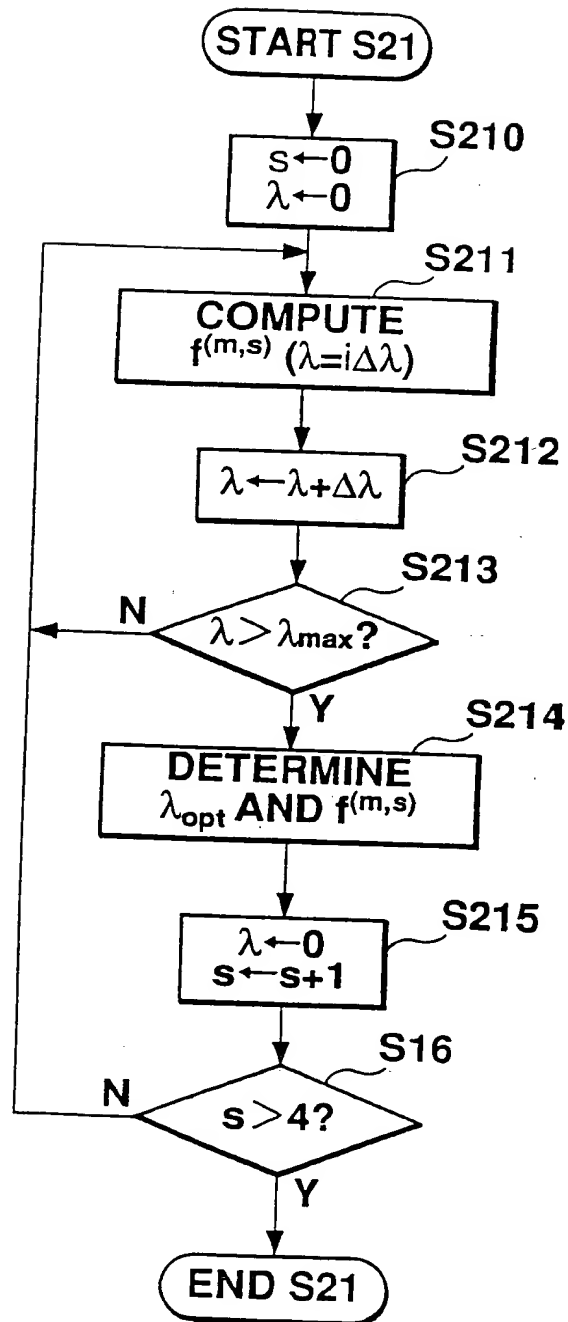 START S21
S210
s←0
λ←0
S211
COMPUTE
f(m,s) (λ=iΔλ)
S212
λ←λ+Δλ
S213
N
λ>λmax?
Y
S214
DETERMINE
λopt AND f(m,s)
S215
λ←0
s←s+1
S16
N
s>4?
Y
END S21